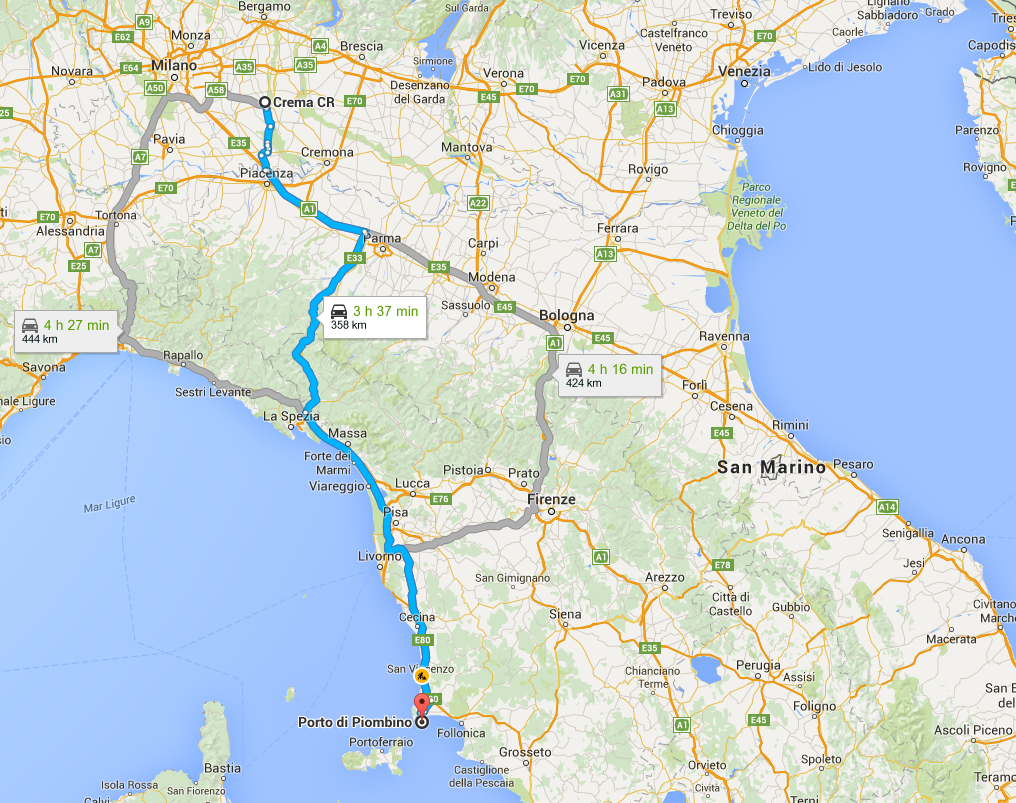 Bergamo
Sul Garda
Treviso
Lignano
Sabbiadoro
Grado
A9
E62
Monza
A4
Brescia
Vicenza
Castelfranco
Veneto
E70
Caorle
Capodis
Milano
E64
A35
A35
Sirmione
Verona
Novara
A50
A58
Desenzano
del Garda
E45
E70
E70
A31
Padova
Venezia
Lido di Jesolo
Crema CR
E70
A13
25
Pavia
E35
Cremona
Mantova
Chioggia
Parenzo
A7
Piacenza
Rovigo
Rovigno
E70
A22
Parco
Regionale
Veneto del
Delta del Po
A1
E70
Tortona
Alessandria
Parma
Carpi
Ferrara
A7
E25
E33
E35
A13
Modena
4 h 27 min
444 km
3 h 37 min
358 km
Sassuolo
E45
Bologna
E45
Ravenna
A1
Rapallo
Savona
4 h 16 min
424 km
Sestri Levante
Forlì
nale Ligure
Cesena
La Spezia
E45
Rimini
Massa
Forte dei
Marmi
San Marino
Pesaro
Pistoia
Prato
Viareggio
Lucca
E76
Firenze
Mar Ligure
A14
Pisa
Senigallia
Ancona
Livorno
A1
E78
Jesi
San Gimignano
Arezzo
Città di
Castello
Gubbio
Civitano
March
Cecina
Siena
Macerata
E80
E35
San Vincenzo
Chianciano
Terme
Perugia
Assisi
Foligno
Porto di Piombino
Follonica
A1
E45
Portoferraio
Grosseto
Spoleto
Ascoli Piceno
Bastia
Castiglione
della Pescaia
Orvieto
Isola Rossa
San Fiorenzo
Civita
Terni
Teramo
Calvi